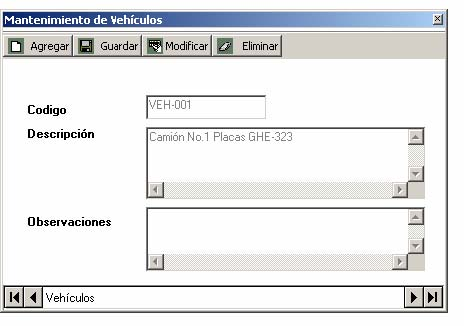 Mantenimiento de Vehículos
Agregar Guardar Modificar Eliminar
Codigo VEH-001
Descripción Camión No.1 Placas GHE-323
Observaciones
Vehículos